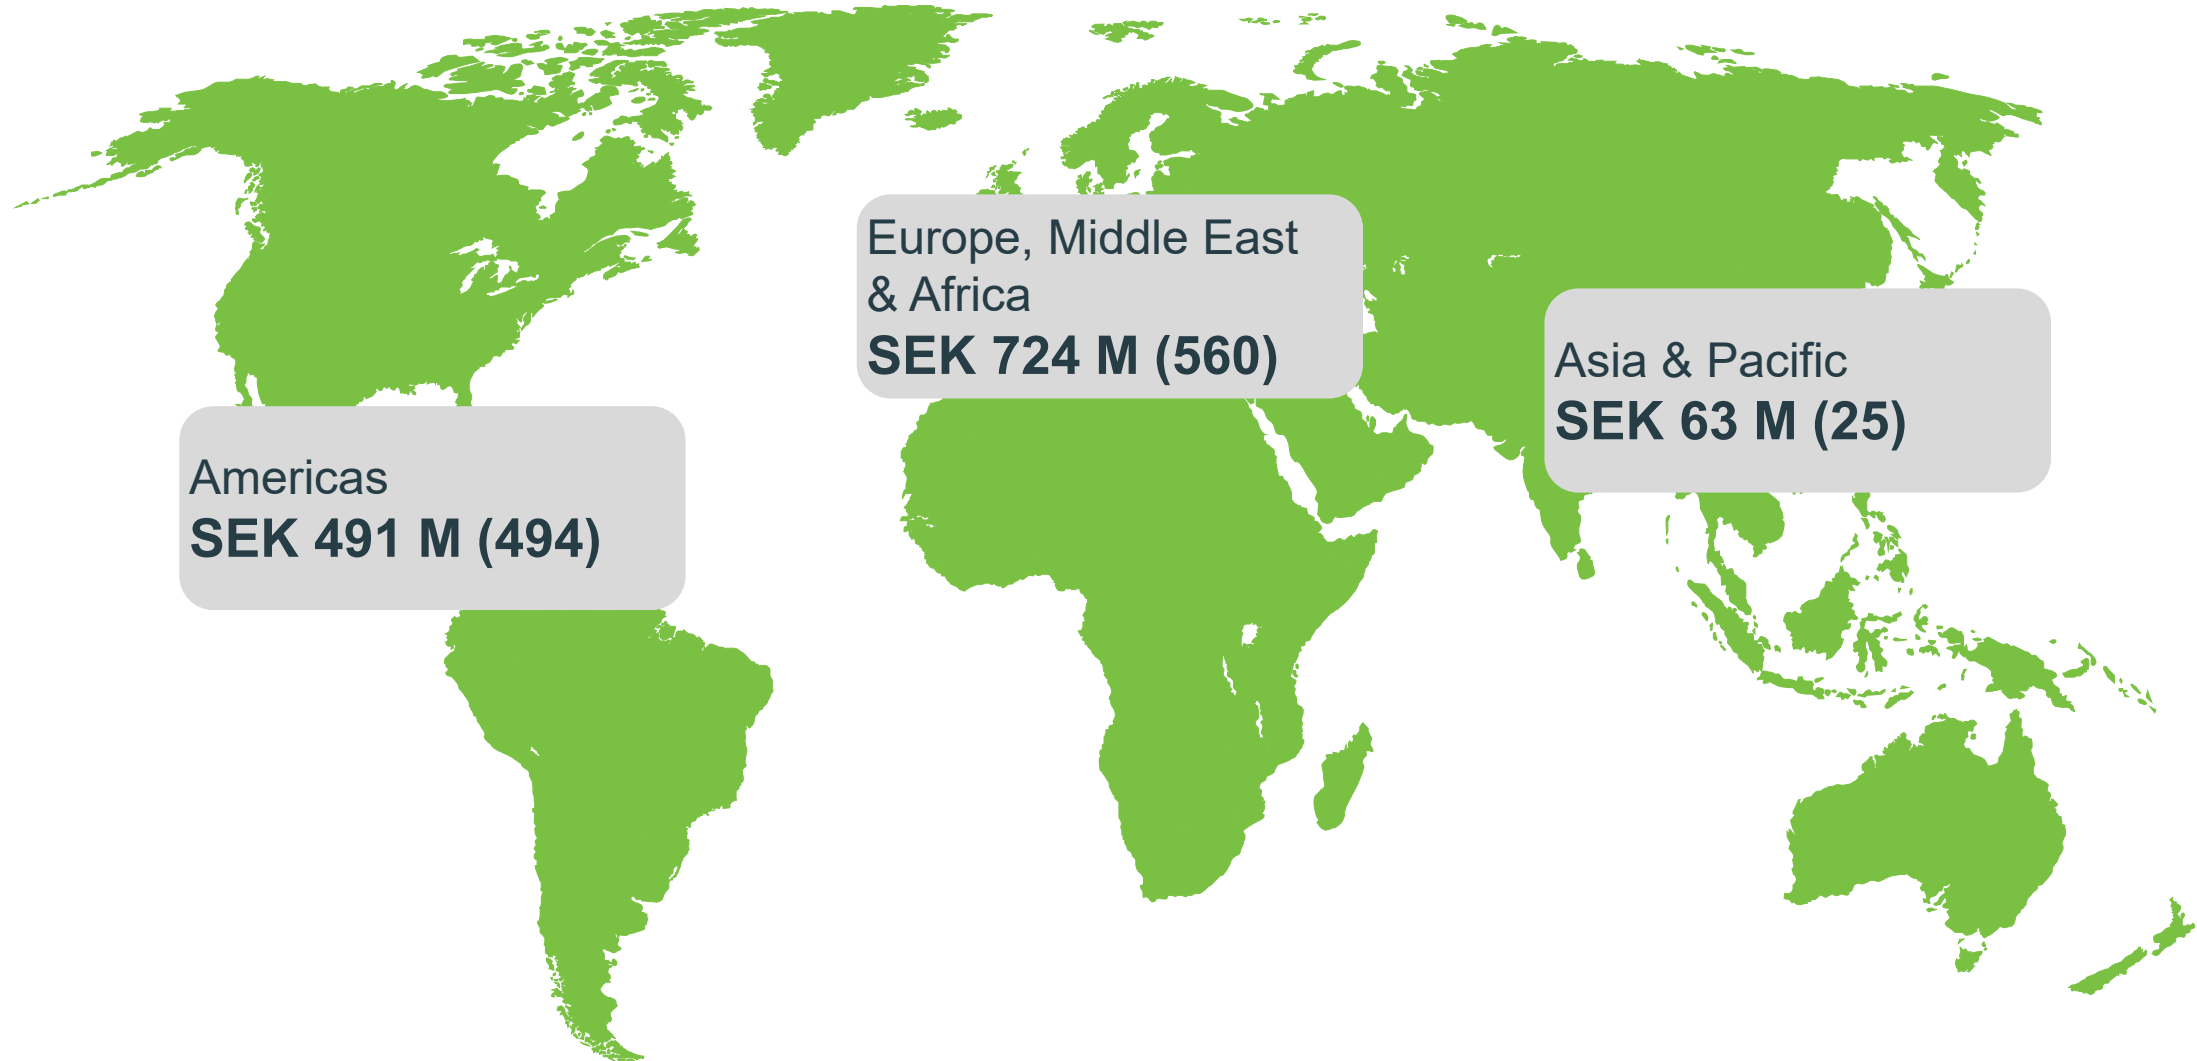 Europe, Middle East
& Africa
SEK 724 M (560)
Asia & Pacific
SEK 63 M (25)
Americas
SEK 491 M (494)